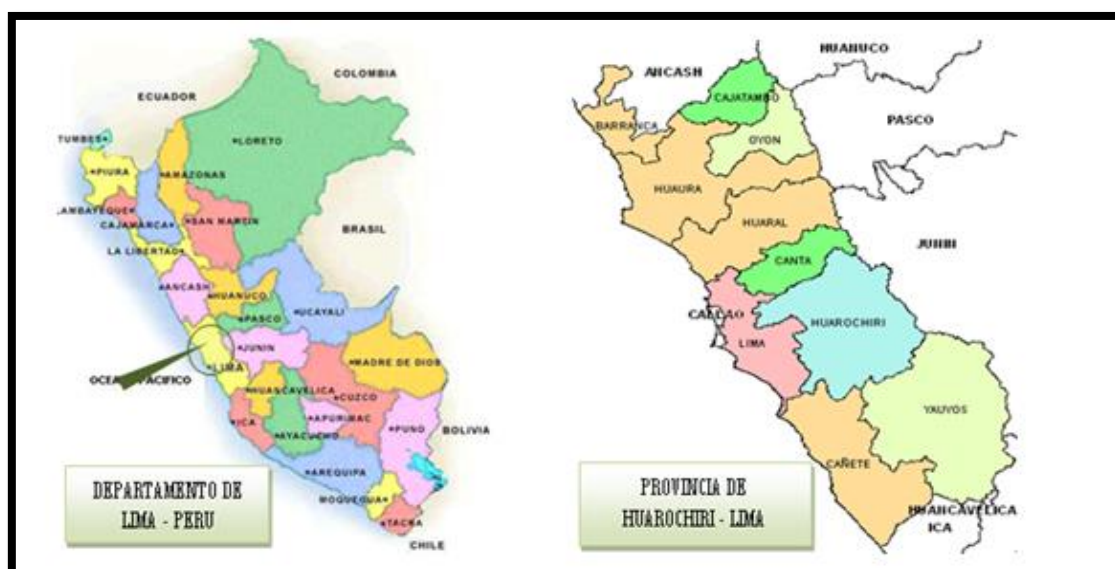 COLOMBIA
ECUADOR
TUMBES
LORETO
PIURA
AMAZONAS
.AMBAYEQUE
SAN MARTIN
CAJAMARCA
BRASIL
LA LIBERTAD
ANCASH
HUANUCO
UCAYALI
PASCO
JUNIN
LIMA
MADRE DE DIOS
OCEANO PACIFICO
HUANCAVELICA
CUZCO
ICA
APURIMAC
PUNO
AYACUCHO
BOLIVIA
AREQUIPA
MOQUEGUA
TACNA
CHILE
DEPARTAMENTO DE
LIMA - PERU
HUANUCO
ANCASH
CAJATAMBO
PASCO
BARRANCA
OYON
HUAURA
HUARAL
JUNIN
CANTA
CALLAO
HUAROCHIRI
LIMA
YAUYOS
CAÑETE
HUANCAVELICA
ICA
PROVINCIA DE
HUAROCHIRI - LIMA